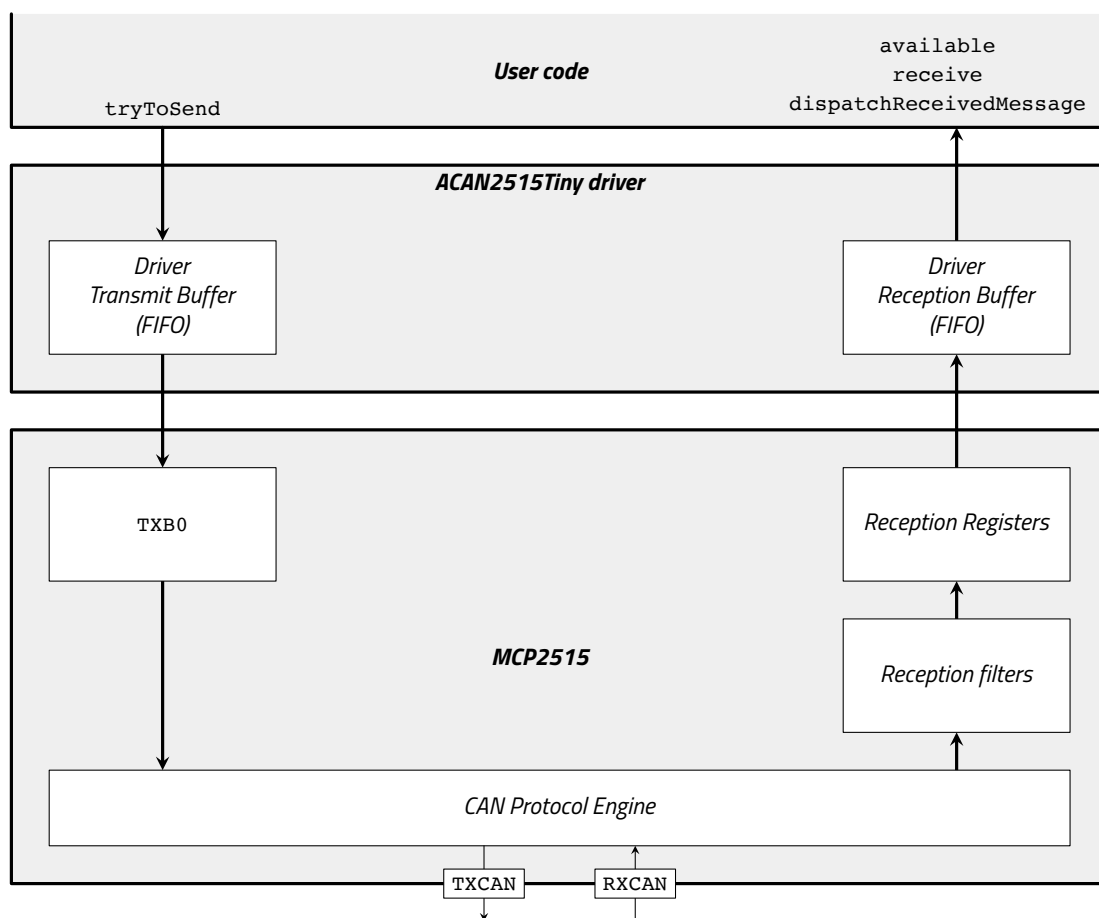 available
User code
receive
tryToSend
dispatchReceivedMessage
ACAN2515Tiny driver
Driver
Transmit Buffer
(FIFO)
Driver
Reception Buffer
(FIFO)
TXB0
Reception Registers
MCP2515
Reception filters
CAN Protocol Engine
TXCAN
RXCAN